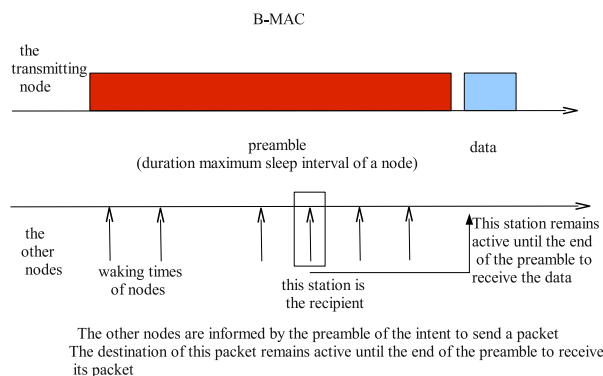 B-MAC
the
transmitting
node
preamble
(duration maximum sleep interval of a node)
data
the
other
nodes
waking times
of nodes
this station is
the recipient
This station remains
active until the end
of the preamble to
receive the data
The other nodes are informed by the preamble of the intent to send a packet
The destination of this packet remains active until the end of the preamble to receive
its packet